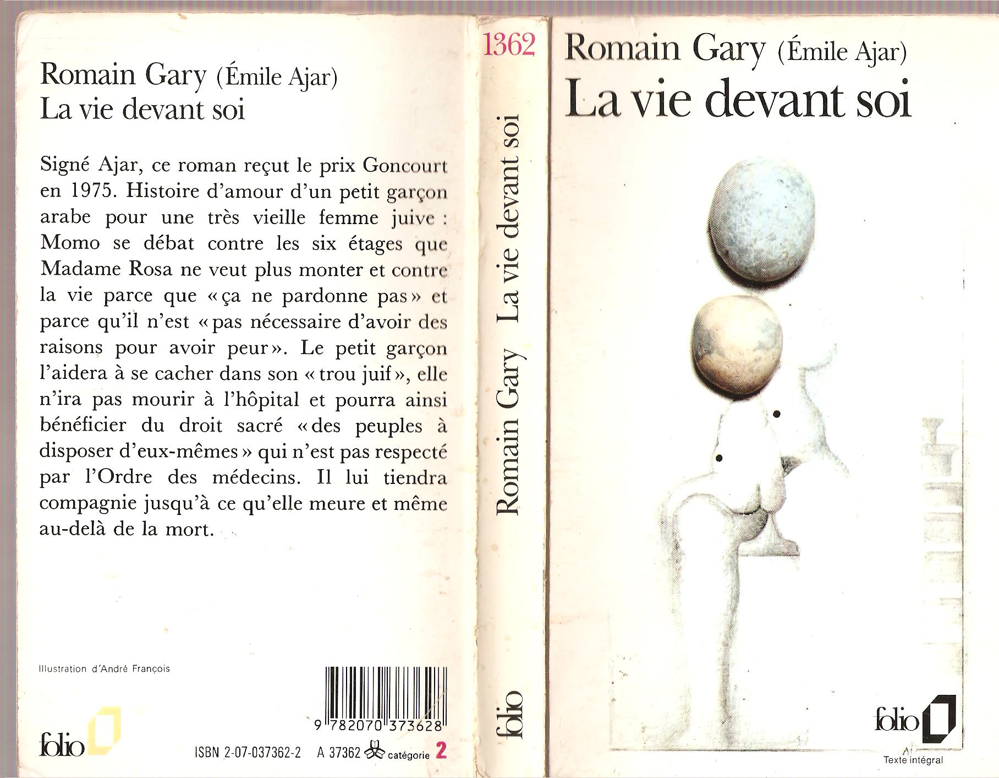 Romain Gary (Émile Ajar)
La vie devant soi
Signé Ajar, ce roman reçut le prix Goncourt
en 1975. Histoire d'amour d'un petit garçon
arabe pour une très vieille femme juive :
Momo se débat contre les six étages que
Madame Rosa ne veut plus monter et contre
la vie parce que « ça ne pardonne pas » et
parce qu'il n'est « pas nécessaire d'avoir des
raisons pour avoir peur ». Le petit garçon
l'aidera à se cacher dans son « trou juif », elle
n'ira pas mourir à l'hôpital et pourra ainsi
bénéficier du droit sacré « des peuples à
disposer d'eux-mêmes » qui n'est pas respecté
par l'Ordre des médecins. Il lui tiendra
compagnie jusqu'à ce qu'elle meure et même
au-delà de la mort.
Illustration d'André François
9 782070 373628
folio
ISBN 2-07-037362-2 A 37362 catégorie 2
1362
Romain Gary La vie devant soi
folio
Romain Gary (Émile Ajar)
La vie devant soi
folio
Texte intégral